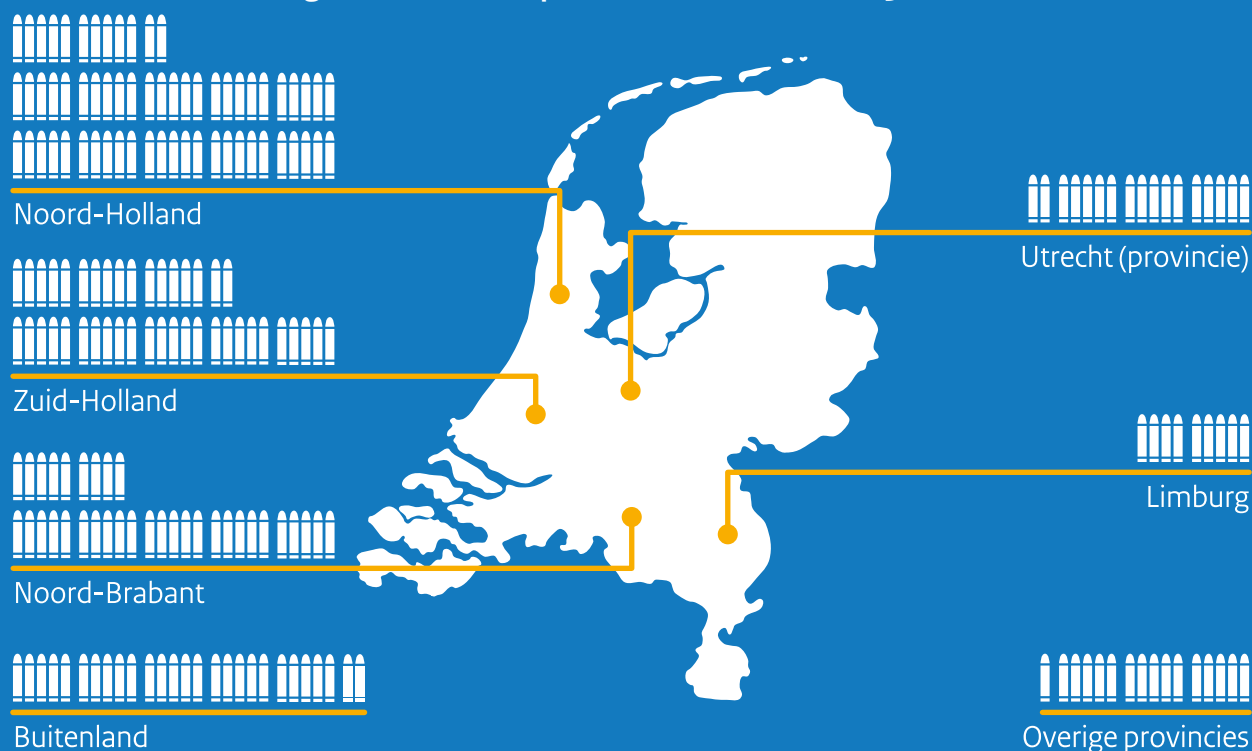 Noord-Holland
Utrecht (provincie)
Zuid-Holland
Limburg
Noord-Brabant
Buitenland
Overige provincies